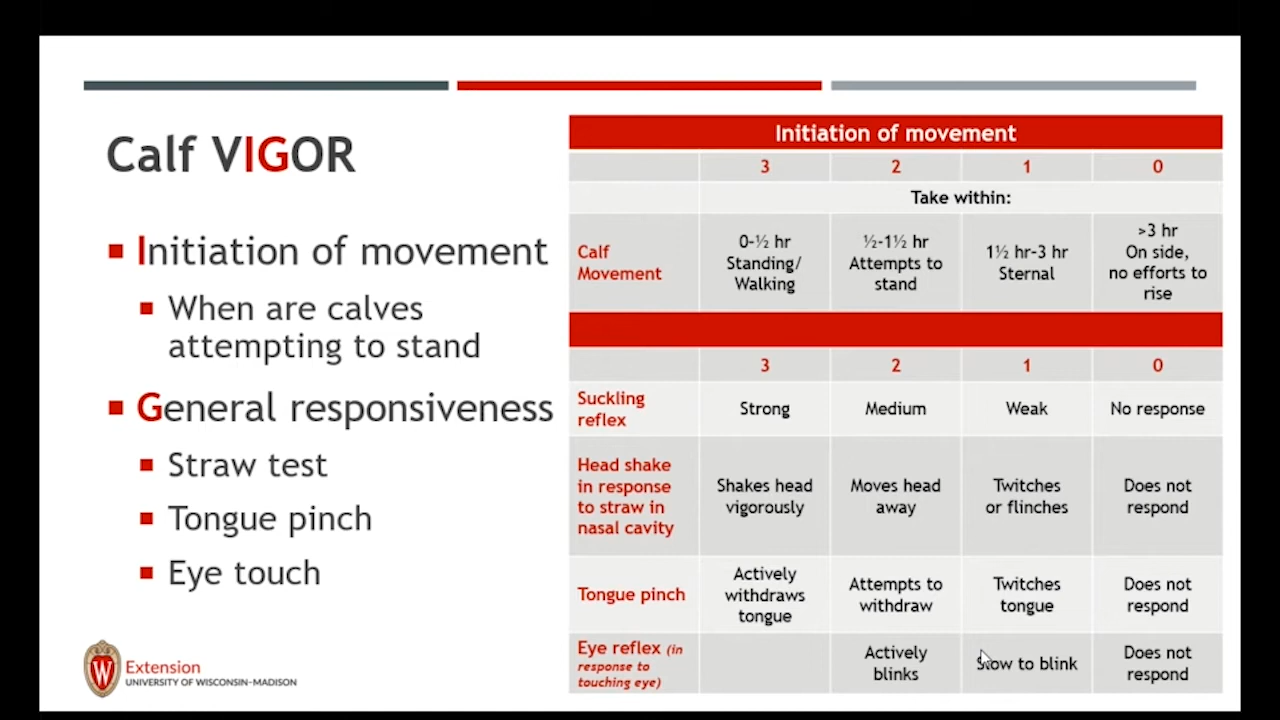 Calf VIGOR
Initiation of movement
When are calves
attempting to stand
General responsiveness
Straw test
Tongue pinch
Eye touch
Extension
UNIVERSITY OF WISCONSIN-MADISON
Initiation of movement
3 2 1 0
Take within:
Calf
Movement
0-½ hr
Standing/
Walking
½-1½ hr
Attempts to
stand
1½ hr-3 hr
Sternal
>3 hr
On side,
no efforts to
rise
3 2 1 0
Suckling
reflex
Strong
Medium
Weak
No response
Head shake
in response
to straw in
nasal cavity
Shakes head
vigorously
Moves head
away
Twitches
or flinches
Does not
respond
Tongue pinch
Actively
withdraws
tongue
Attempts to
withdraw
Twitches
tongue
Does not
respond
Eye reflex (in
response to
touching eye)
Actively
blinks
Slow to blink
Does not
respond